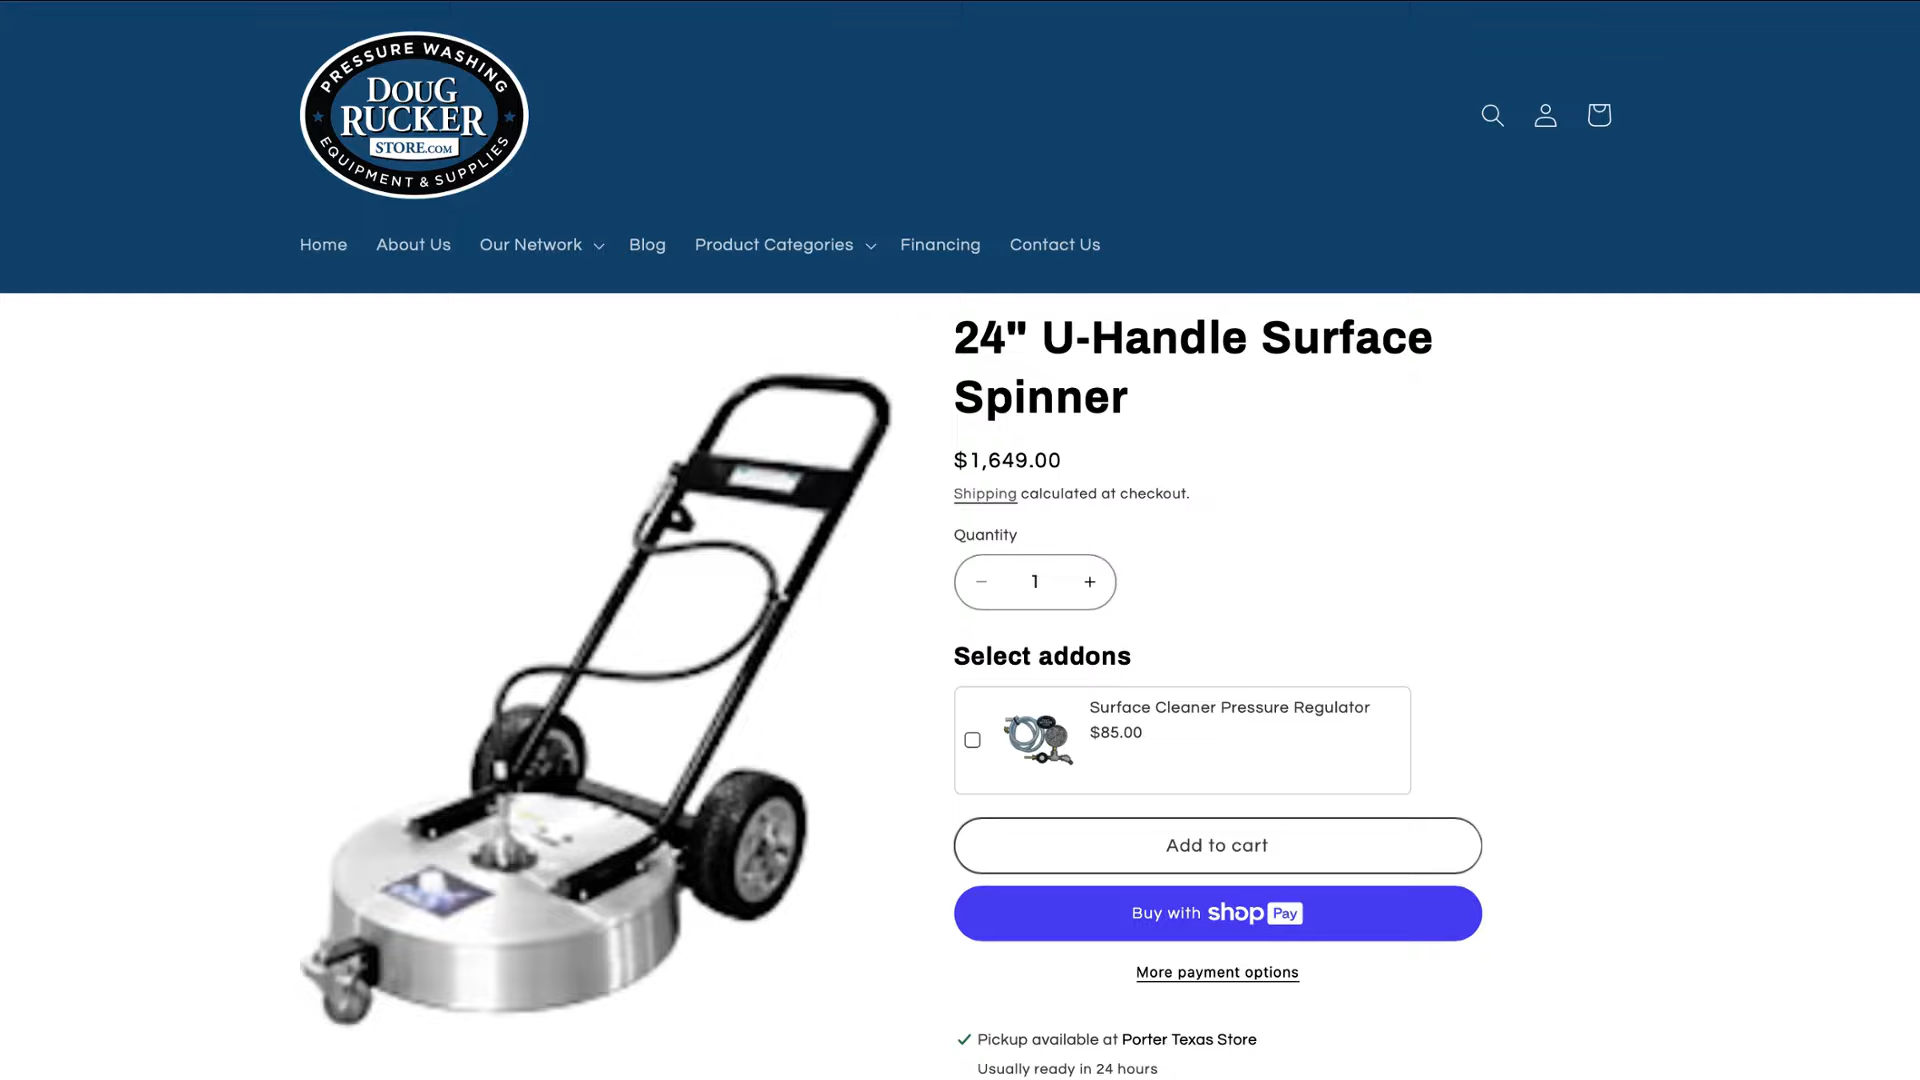 PRESSURE WASHING
DOUG
RUCKER
STORE.COM
EQUIPMENT & SUPPLIES
Home
About Us
Our Network
Blog
Product Categories
Financing
Contact Us
24" U-Handle Surface
Spinner
$1,649.00
Shipping calculated at checkout.
Quantity
1
Select addons
Surface Cleaner Pressure Regulator
$85.00
Add to cart
Buy with shop Pay
More payment options
Pickup available at Porter Texas Store
Usually ready in 24 hours